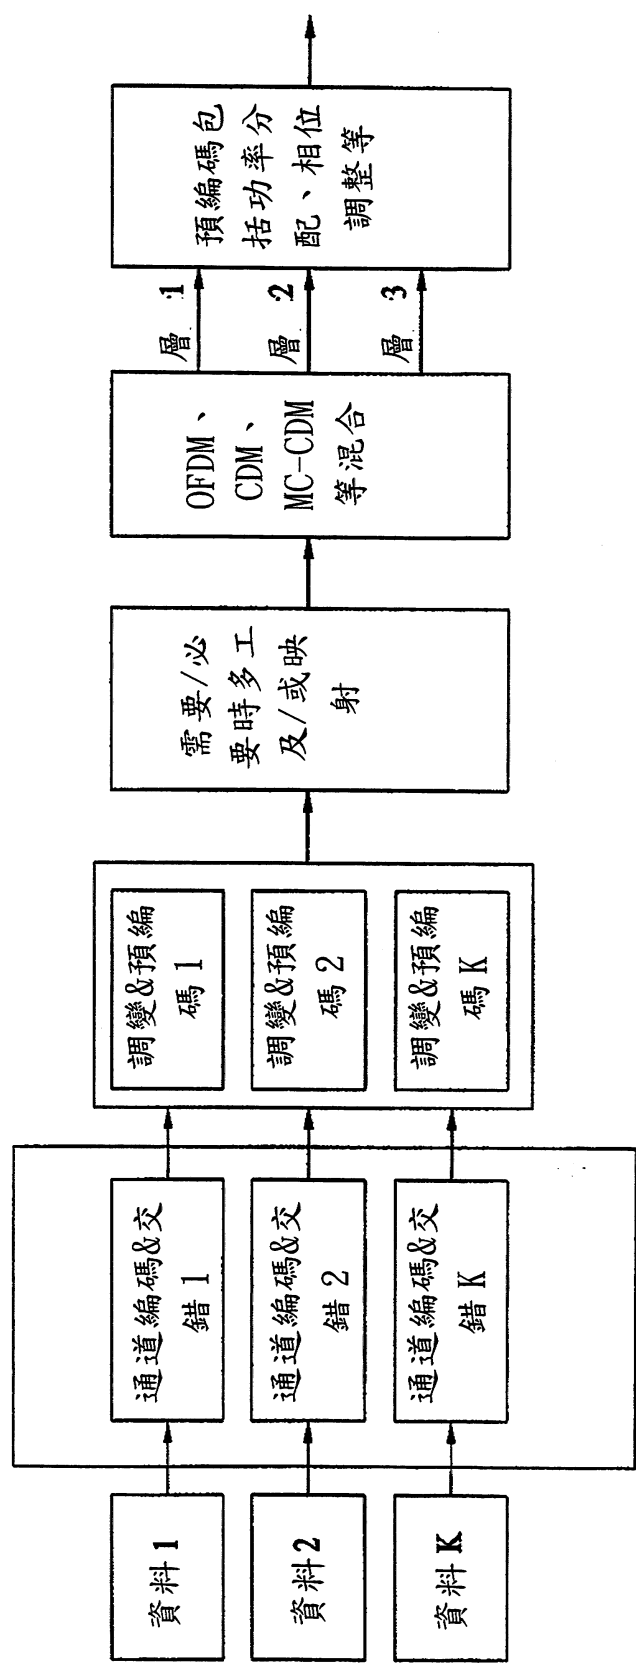 資料1
資料2
資料K
通道編碼&交
錯1
通道編碼&交
錯2
通道編碼&交
錯K
調變&預編
碼1
調變&預編
碼2
調變&預編
碼K
需要/必
要時多工
及/或映
射
OFDM、
CDM、
MC-CDM
等混合
層 1
層 2
層 3
預編碼包
括功率分
配、相位
調整等